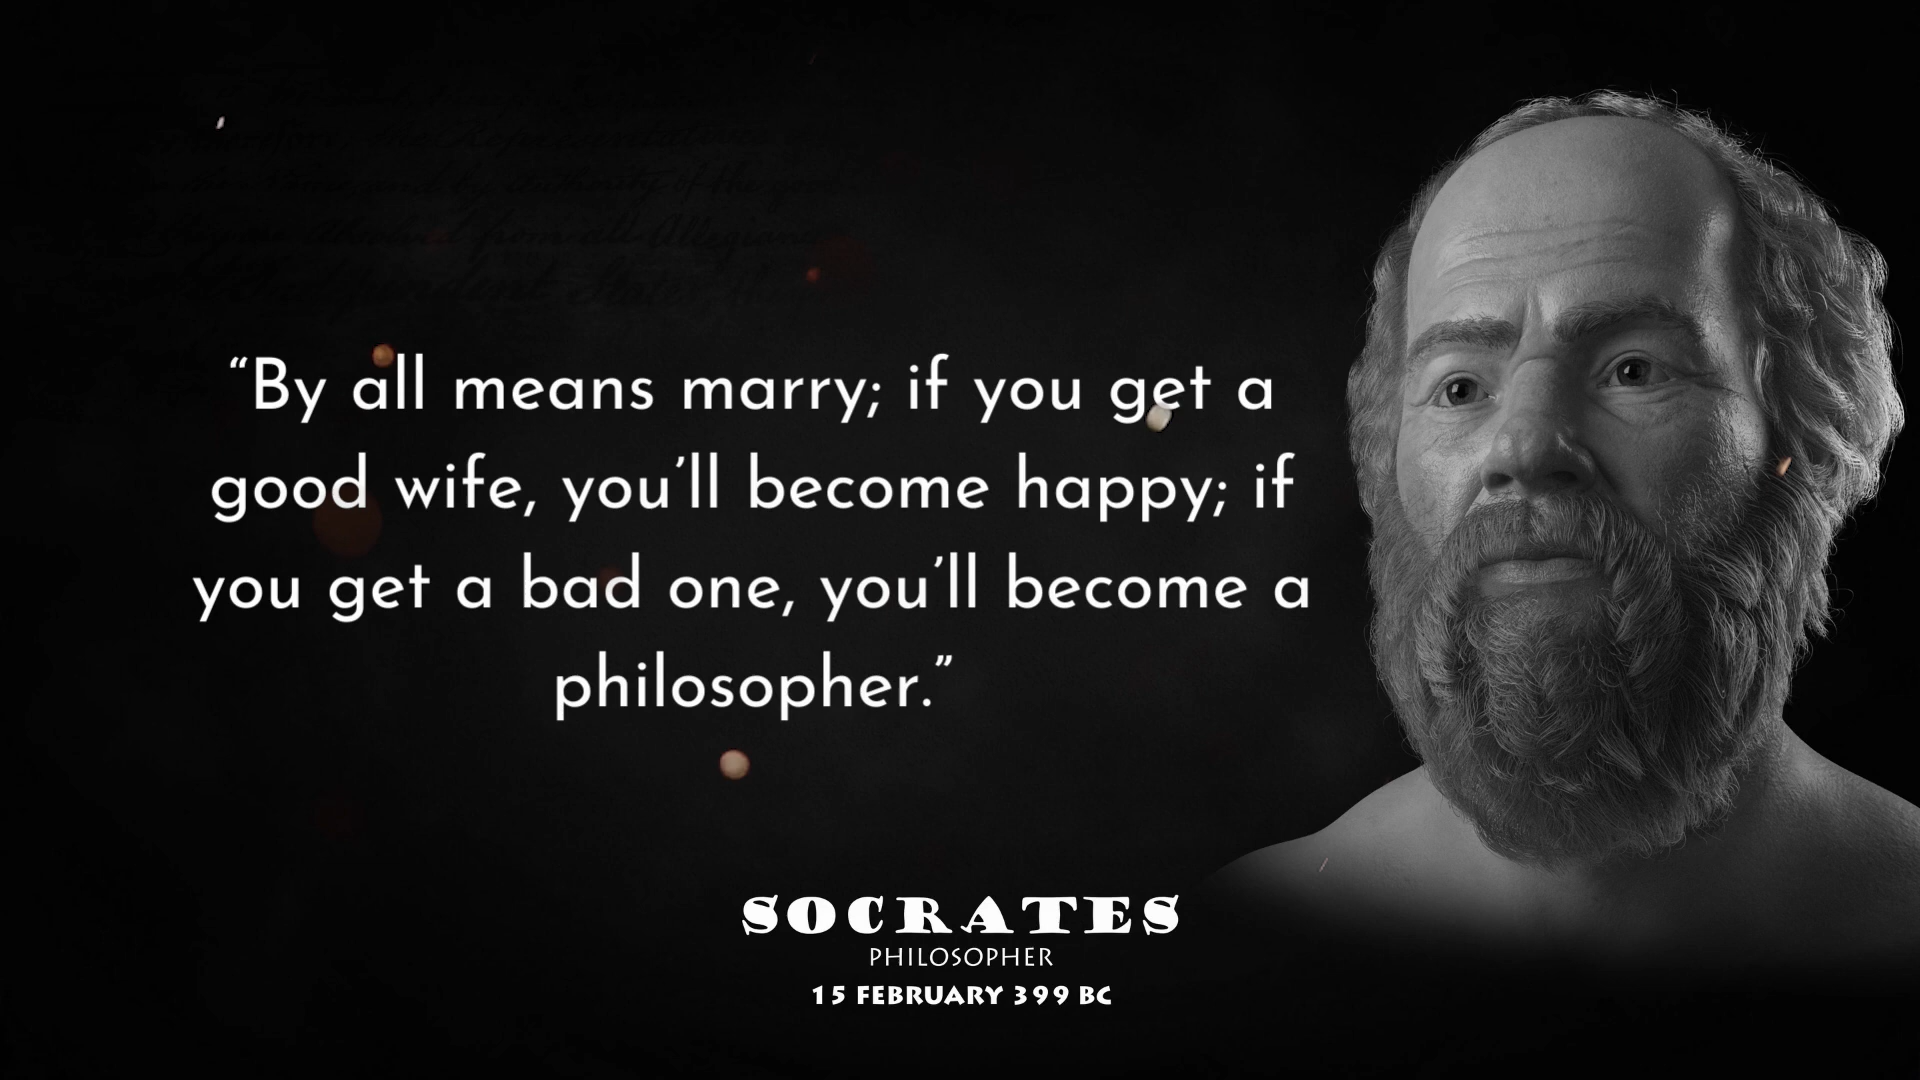 “By all means marry; if you get a
good wife, you’ll become happy; if
you get a bad one, you’ll become a
philosopher.”
SOCRATES
PHILOSOPHER
15 FEBRUARY 399 BC